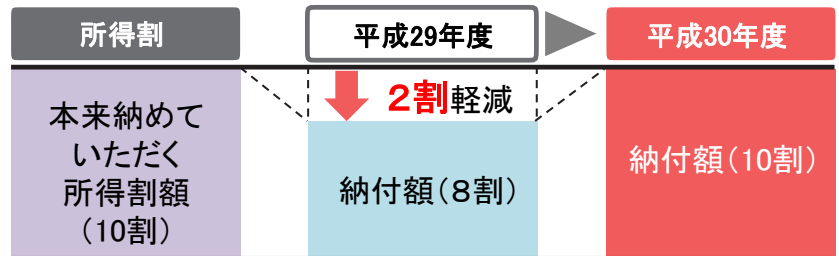 所得割
平成29年度
平成30年度
本来納めて
いただく
所得割額
(10割)
2割軽減
納付額(8割)
納付額(10割)